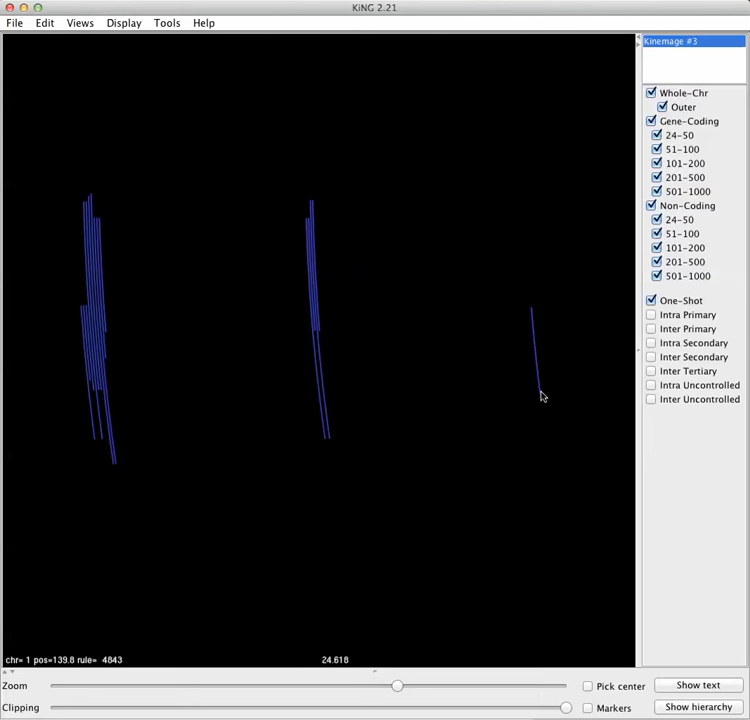 KiNG 2.21
File Edit Views Display Tools Help
Kinemage #3
Whole-Chr
Outer
Gene-Coding
24-50
51-100
101-200
201-500
501-1000
Non-Coding
24-50
51-100
101-200
201-500
501-1000
One-Shot
Intra Primary
Inter Primary
Intra Secondary
Inter Secondary
Inter Tertiary
Intra Uncontrolled
Inter Uncontrolled
chr= 1 pos=139.8 rule= 4843
24.618
Zoom
Pick center
Show text
Clipping
Markers
Show hierarchy